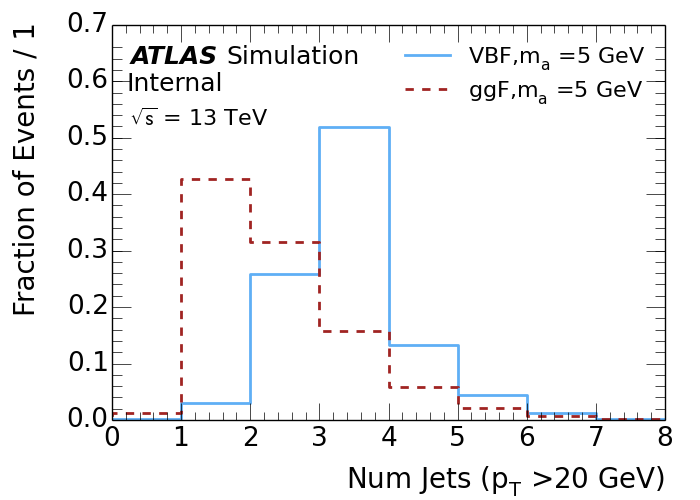 Fraction of Events / 1
0.7
0.6
0.5
0.4
0.3
0.2
0.1
0.0
ATLAS Simulation
Internal
√s = 13 TeV
VBF,mₐ =5 GeV
ggF,mₐ =5 GeV
0 1 2 3 4 5 6 7 8
Num Jets (p_T >20 GeV)